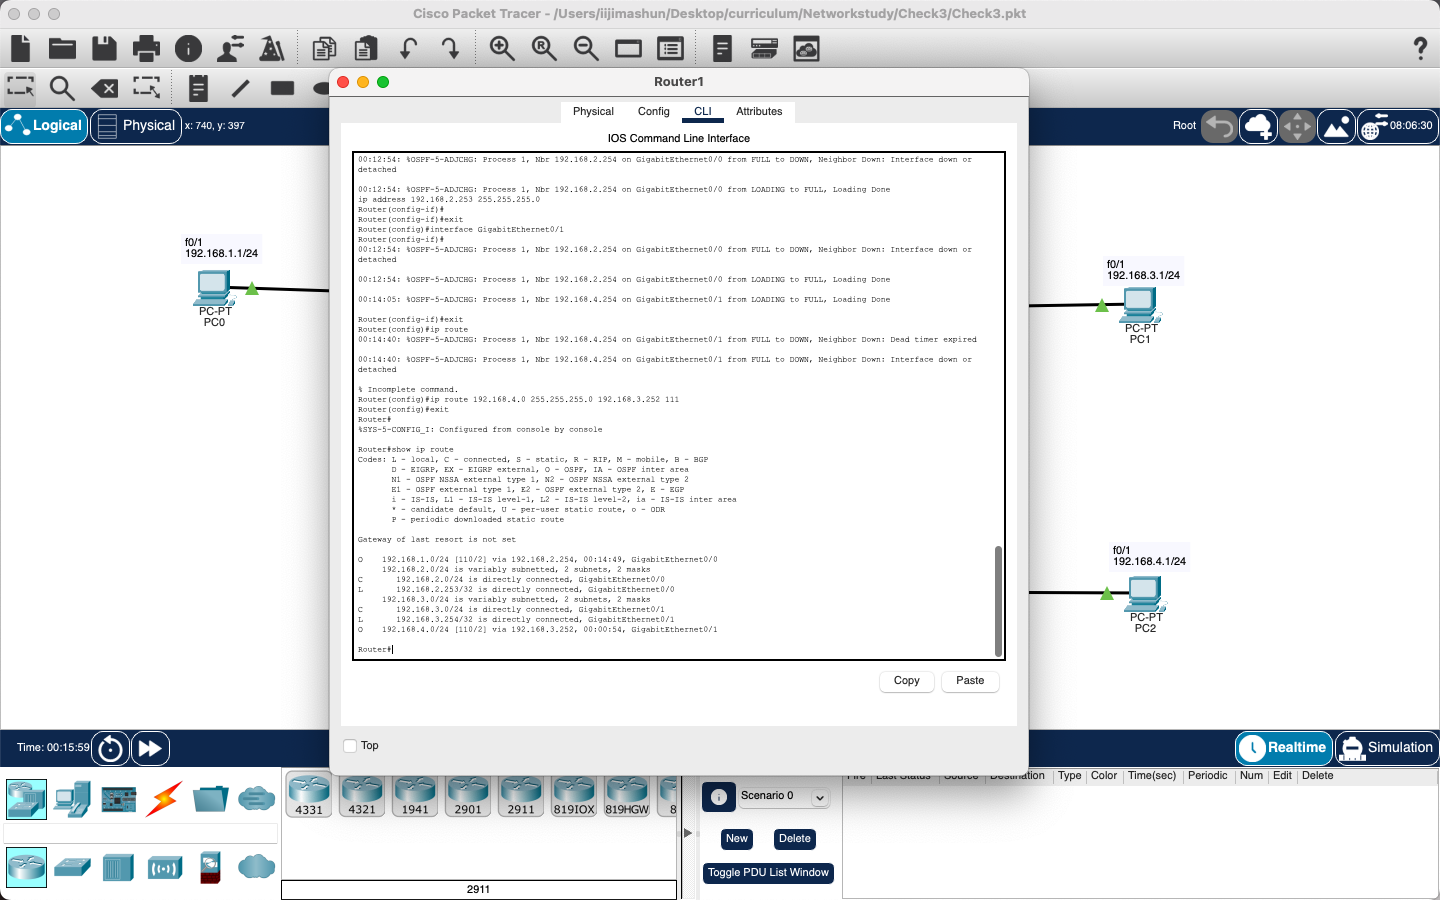 Cisco Packet Tracer - /Users/iijimashun/Desktop/curriculum/Networkstudy/Check3/Check3.pkt
Logical
Physical
x: 740, y: 397
Root
08:06:30
Router1
Physical
Config
CLI
Attributes
IOS Command Line Interface
00:12:54: %OSPF-5-ADJCHG: Process 1, Nbr 192.168.2.254 on GigabitEthernet0/0 from FULL to DOWN, Neighbor Down: Interface down or
detached
00:12:54: %OSPF-5-ADJCHG: Process 1, Nbr 192.168.2.254 on GigabitEthernet0/0 from LOADING to FULL, Loading Done
ip address 192.168.2.253 255.255.255.0
Router(config-if)#
Router(config-if)#exit
Router(config)#interface GigabitEthernet0/1
Router(config-if)#
00:12:54: %OSPF-5-ADJCHG: Process 1, Nbr 192.168.2.254 on GigabitEthernet0/0 from FULL to DOWN, Neighbor Down: Interface down or
detached
00:12:54: %OSPF-5-ADJCHG: Process 1, Nbr 192.168.2.254 on GigabitEthernet0/0 from LOADING to FULL, Loading Done
00:14:05: %OSPF-5-ADJCHG: Process 1, Nbr 192.168.4.254 on GigabitEthernet0/1 from LOADING to FULL, Loading Done
Router(config-if)#exit
Router(config)#ip route
00:14:40: %OSPF-5-ADJCHG: Process 1, Nbr 192.168.4.254 on GigabitEthernet0/1 from FULL to DOWN, Neighbor Down: Dead timer expired
00:14:40: %OSPF-5-ADJCHG: Process 1, Nbr 192.168.4.254 on GigabitEthernet0/1 from FULL to DOWN, Neighbor Down: Interface down or
detached
% Incomplete command.
Router(config)#ip route 192.168.4.0 255.255.255.0 192.168.3.252 111
Router(config)#exit
Router#
%SYS-5-CONFIG_I: Configured from console by console
Router#show ip route
Codes: L - local, C - connected, S - static, R - RIP, M - mobile, B - BGP
D - EIGRP, EX - EIGRP external, O - OSPF, IA - OSPF inter area
N1 - OSPF NSSA external type 1, N2 - OSPF NSSA external type 2
E1 - OSPF external type 1, E2 - OSPF external type 2, E - EGP
i - IS-IS, L1 - IS-IS level-1, L2 - IS-IS level-2, ia - IS-IS inter area
* - candidate default, U - per-user static route, o - ODR
P - periodic downloaded static route
Gateway of last resort is not set
O 192.168.1.0/24 [110/2] via 192.168.2.254, 00:14:49, GigabitEthernet0/0
192.168.2.0/24 is variably subnetted, 2 subnets, 2 masks
C 192.168.2.0/24 is directly connected, GigabitEthernet0/0
L 192.168.2.253/32 is directly connected, GigabitEthernet0/0
192.168.3.0/24 is variably subnetted, 2 subnets, 2 masks
C 192.168.3.0/24 is directly connected, GigabitEthernet0/1
L 192.168.3.254/32 is directly connected, GigabitEthernet0/1
O 192.168.4.0/24 [110/2] via 192.168.3.252, 00:00:54, GigabitEthernet0/1
Router#
Copy
Paste
Top
f0/1
192.168.1.1/24
PC-PT
PC0
f0/1
192.168.3.1/24
PC-PT
PC1
f0/1
192.168.4.1/24
PC-PT
PC2
Time: 00:15:59
Realtime
Simulation
4331
4321
1941
2901
2911
819IOX
819HGW
8
2911
Scenario 0
New
Delete
Toggle PDU List Window
Fire Last Status Source Destination Type Color Time(sec) Periodic Num Edit Delete